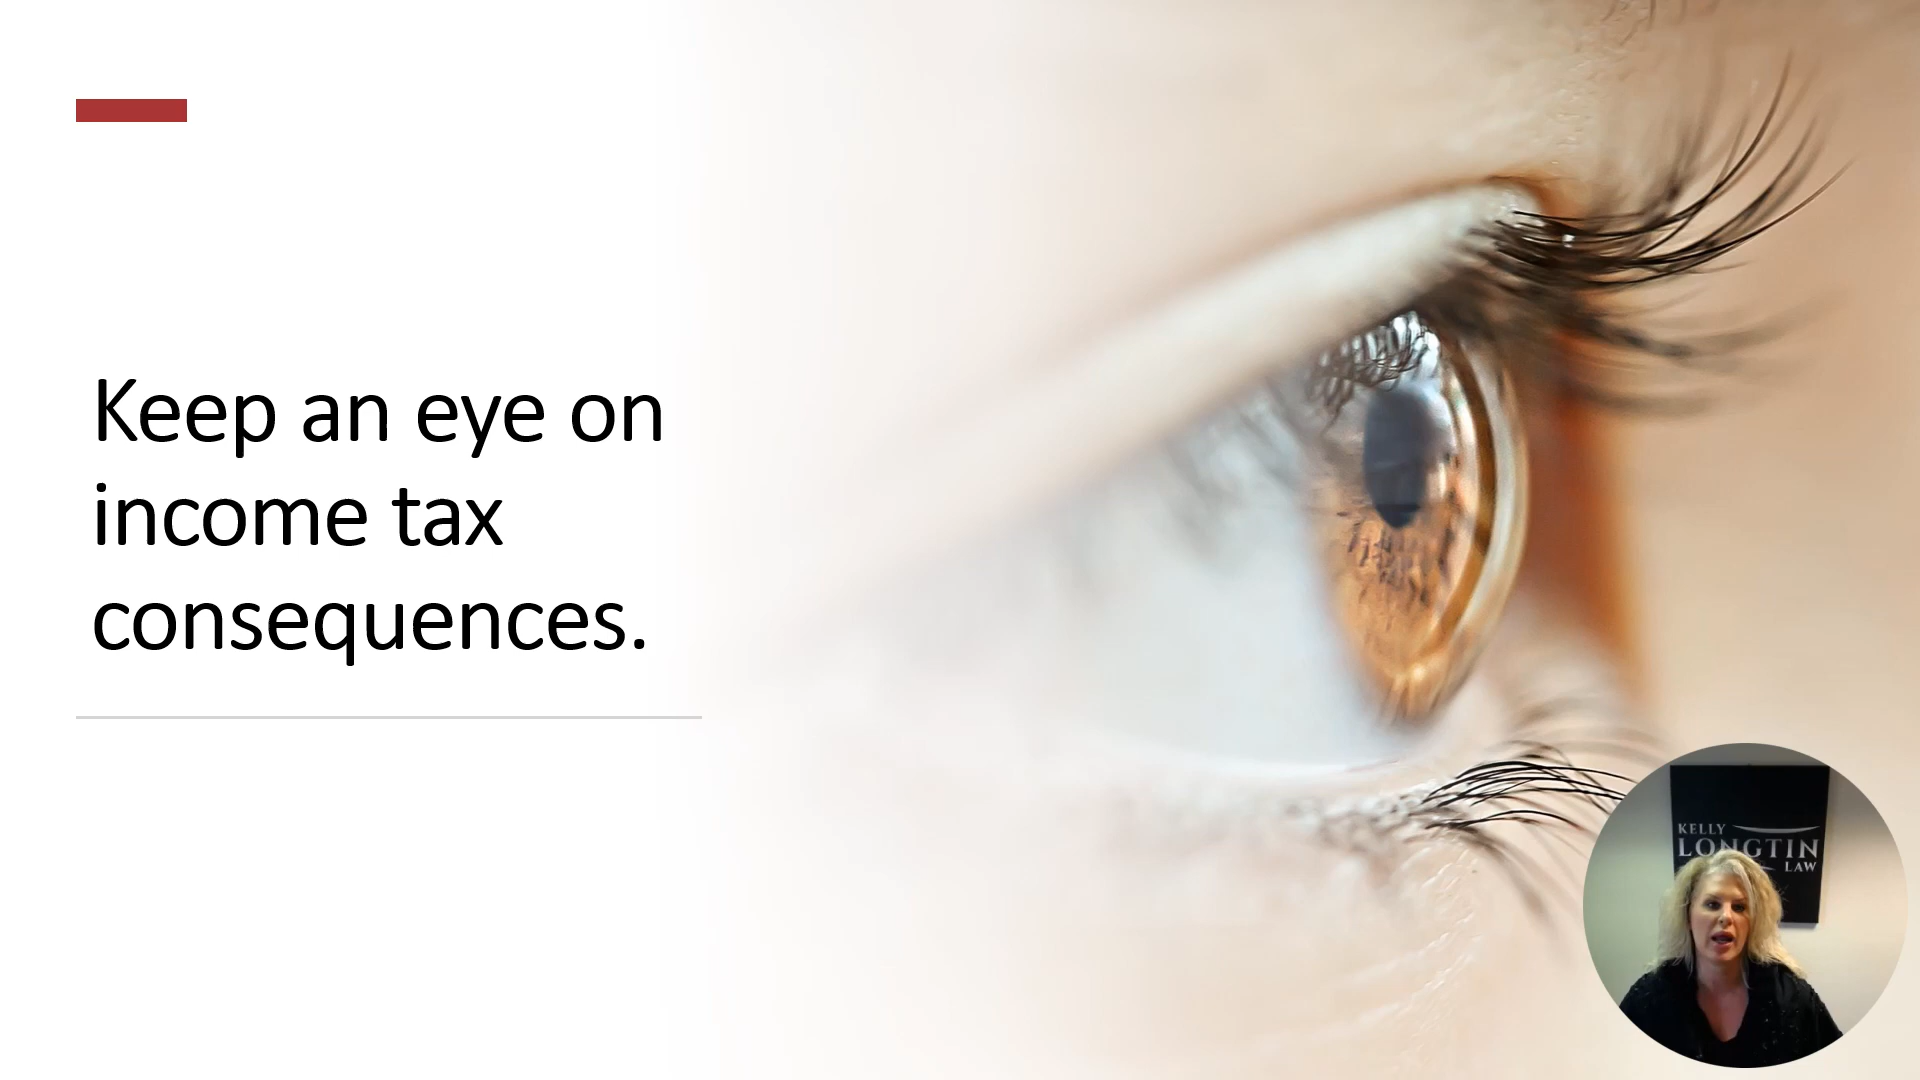 Keep an eye on
income tax
consequences.
KELLY
LONGTIN
LAW